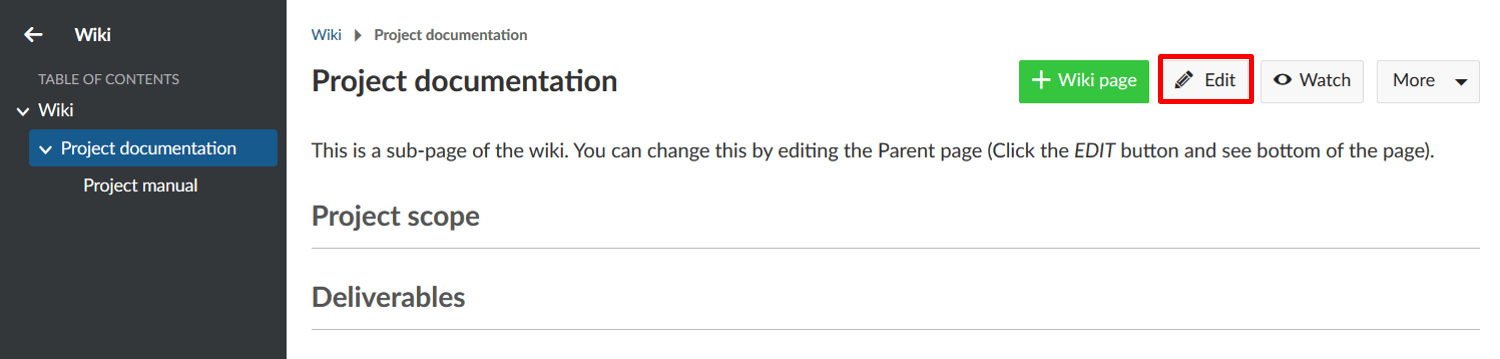 Wiki
TABLE OF CONTENTS
Wiki
Project documentation
Project manual
Wiki Project documentation
Project documentation
Wiki page
Edit
Watch
More
This is a sub-page of the wiki. You can change this by editing the Parent page (Click the EDIT button and see bottom of the page).
Project scope
Deliverables